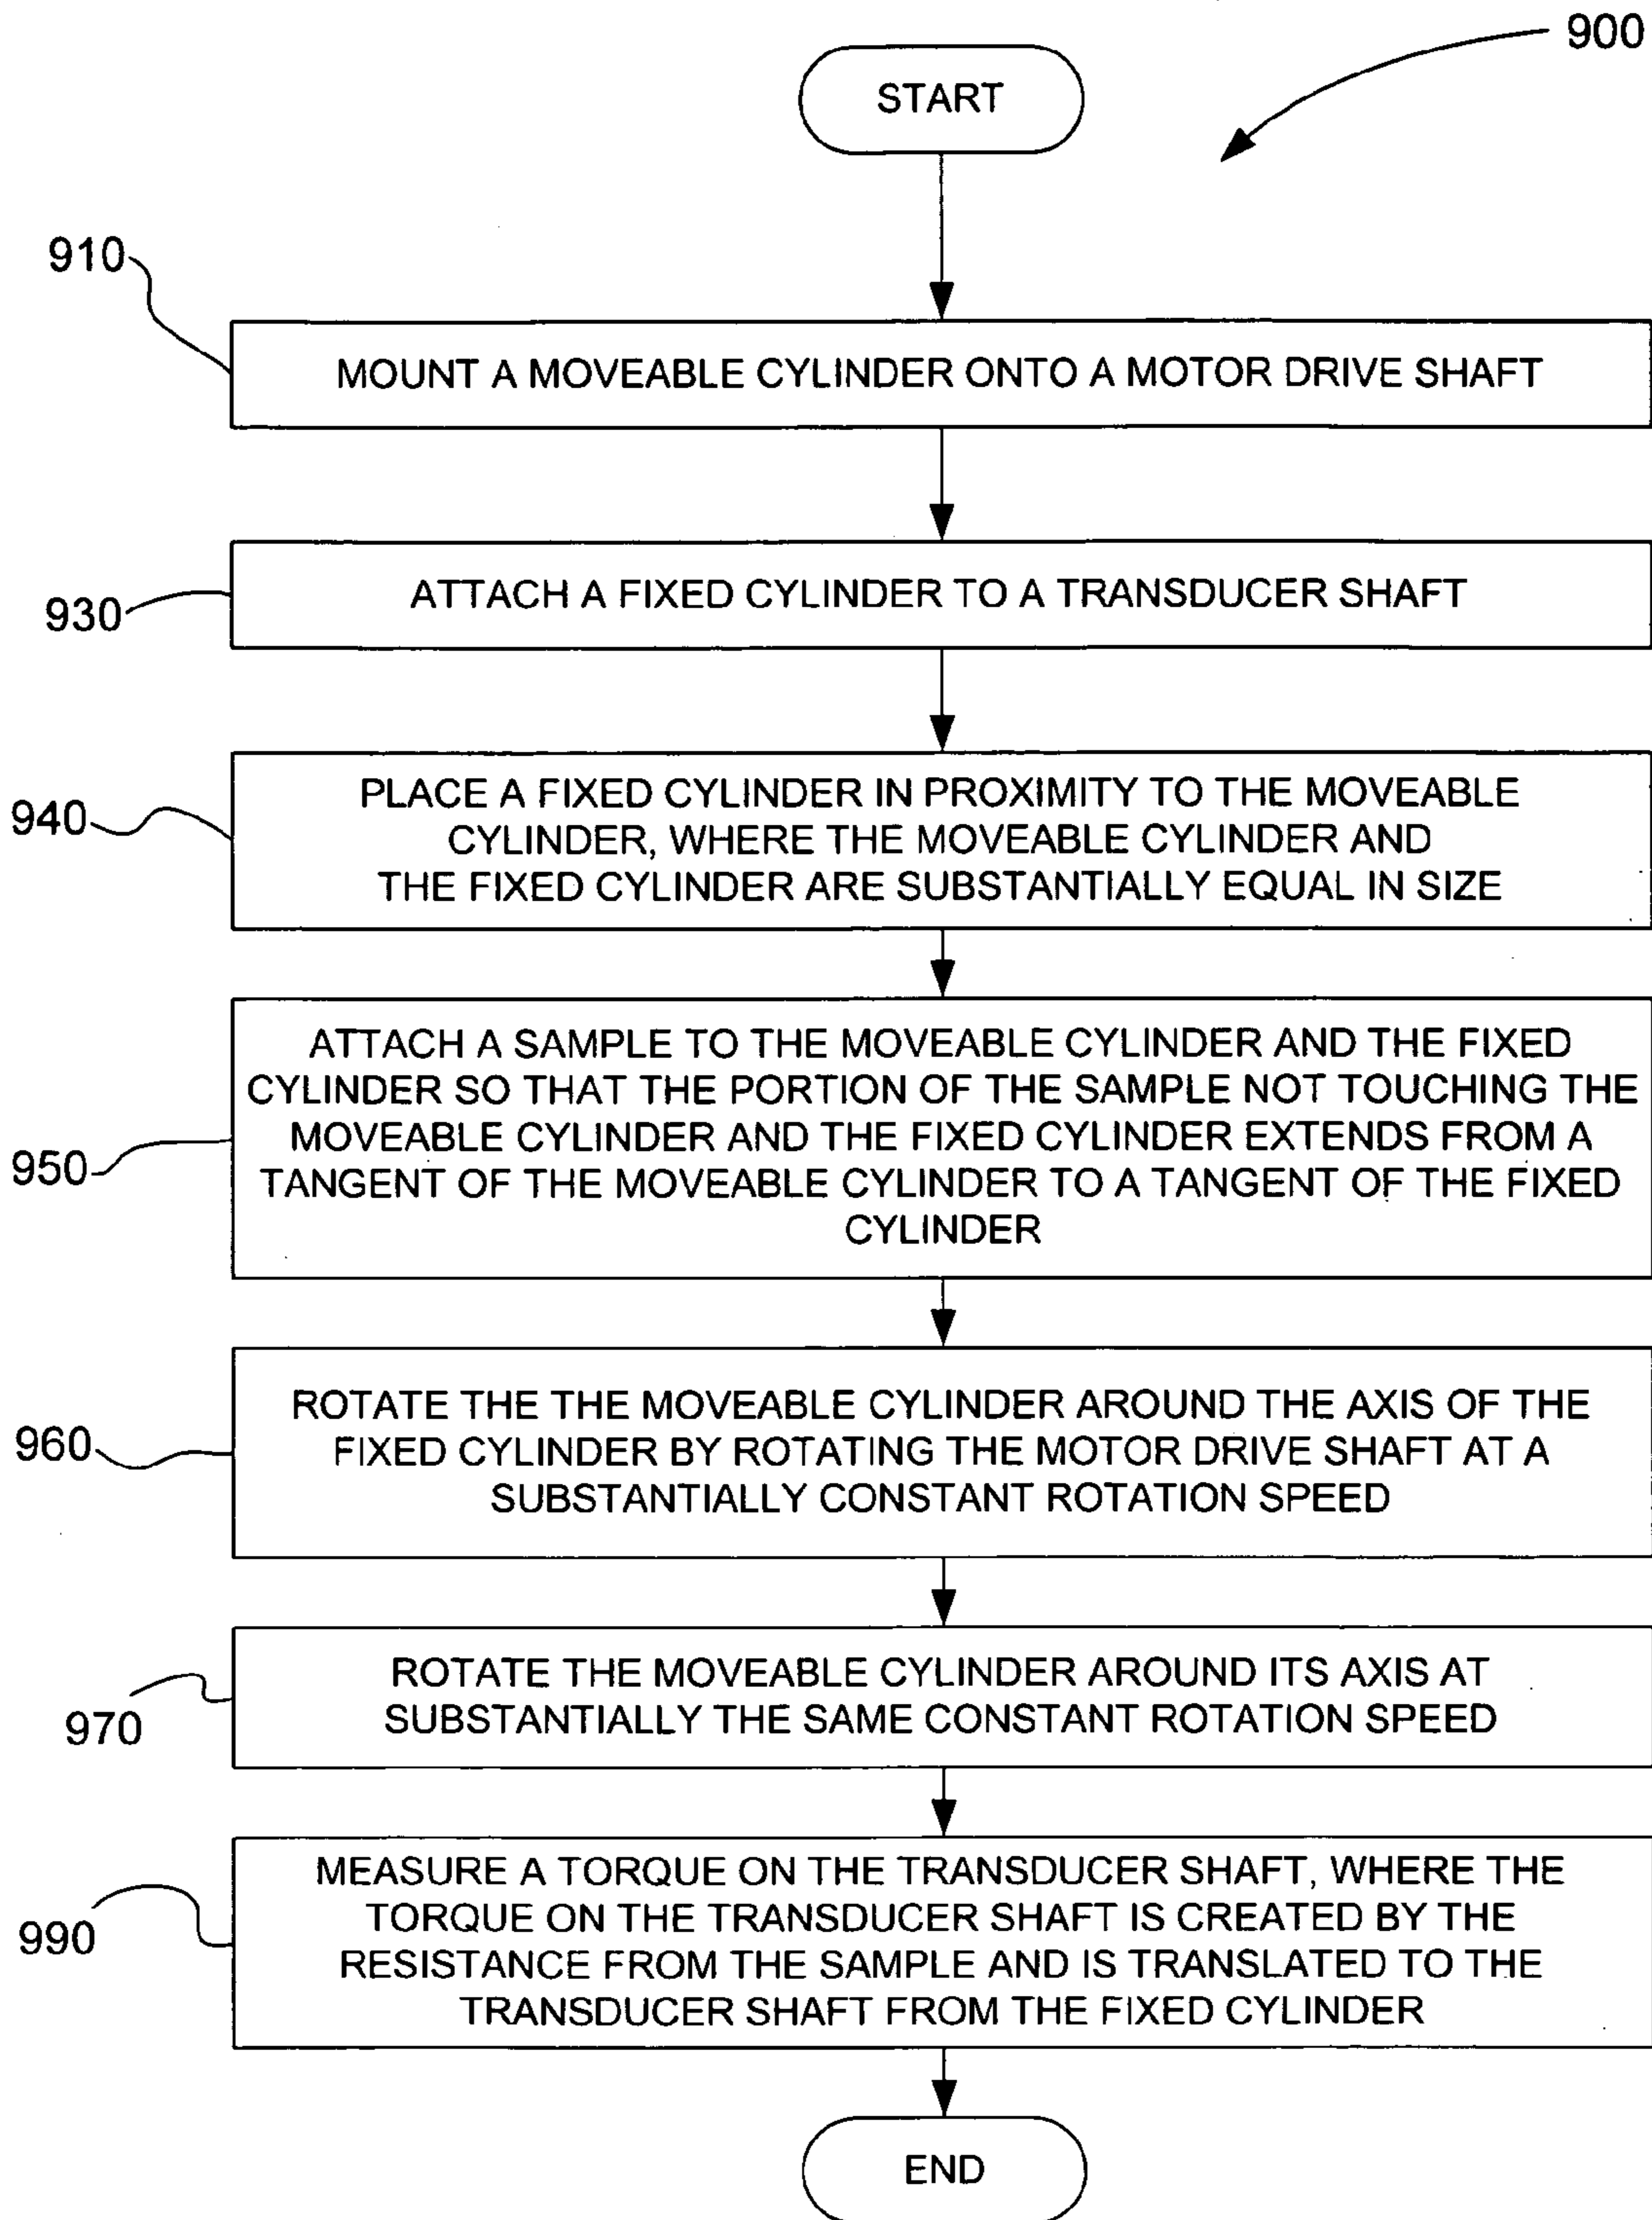 900
START
910
MOUNT A MOVEABLE CYLINDER ONTO A MOTOR DRIVE SHAFT
930
ATTACH A FIXED CYLINDER TO A TRANSDUCER SHAFT
940
PLACE A FIXED CYLINDER IN PROXIMITY TO THE MOVEABLE
CYLINDER, WHERE THE MOVEABLE CYLINDER AND
THE FIXED CYLINDER ARE SUBSTANTIALLY EQUAL IN SIZE
950
ATTACH A SAMPLE TO THE MOVEABLE CYLINDER AND THE FIXED
CYLINDER SO THAT THE PORTION OF THE SAMPLE NOT TOUCHING THE
MOVEABLE CYLINDER AND THE FIXED CYLINDER EXTENDS FROM A
TANGENT OF THE MOVEABLE CYLINDER TO A TANGENT OF THE FIXED
CYLINDER
960
ROTATE THE THE MOVEABLE CYLINDER AROUND THE AXIS OF THE
FIXED CYLINDER BY ROTATING THE MOTOR DRIVE SHAFT AT A
SUBSTANTIALLY CONSTANT ROTATION SPEED
970
ROTATE THE MOVEABLE CYLINDER AROUND ITS AXIS AT
SUBSTANTIALLY THE SAME CONSTANT ROTATION SPEED
990
MEASURE A TORQUE ON THE TRANSDUCER SHAFT, WHERE THE
TORQUE ON THE TRANSDUCER SHAFT IS CREATED BY THE
RESISTANCE FROM THE SAMPLE AND IS TRANSLATED TO THE
TRANSDUCER SHAFT FROM THE FIXED CYLINDER
END